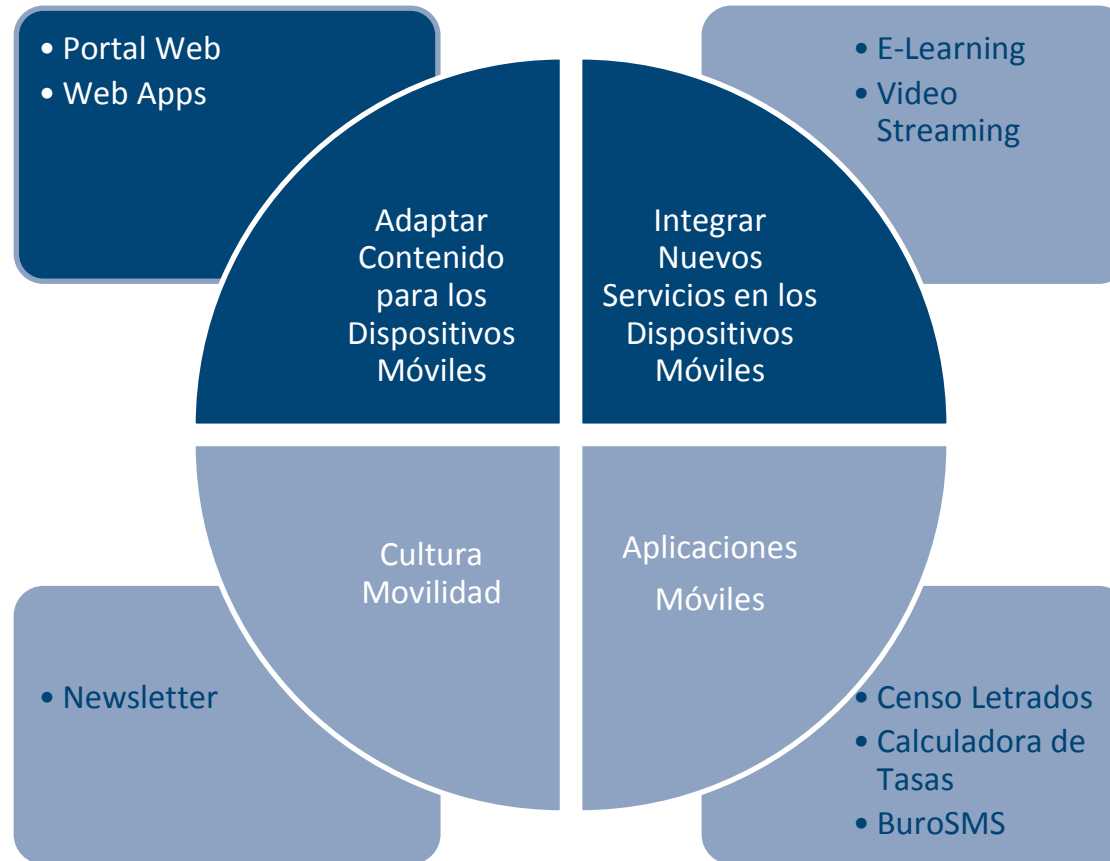 • Portal Web
• Web Apps
• E-Learning
• Video
Streaming
Adaptar
Contenido
para los
Dispositivos
Móviles
Integrar
Nuevos
Servicios en los
Dispositivos
Móviles
Cultura
Movilidad
Aplicaciones
Móviles
• Newsletter
• Censo Letrados
• Calculadora de
Tasas
• BuroSMS